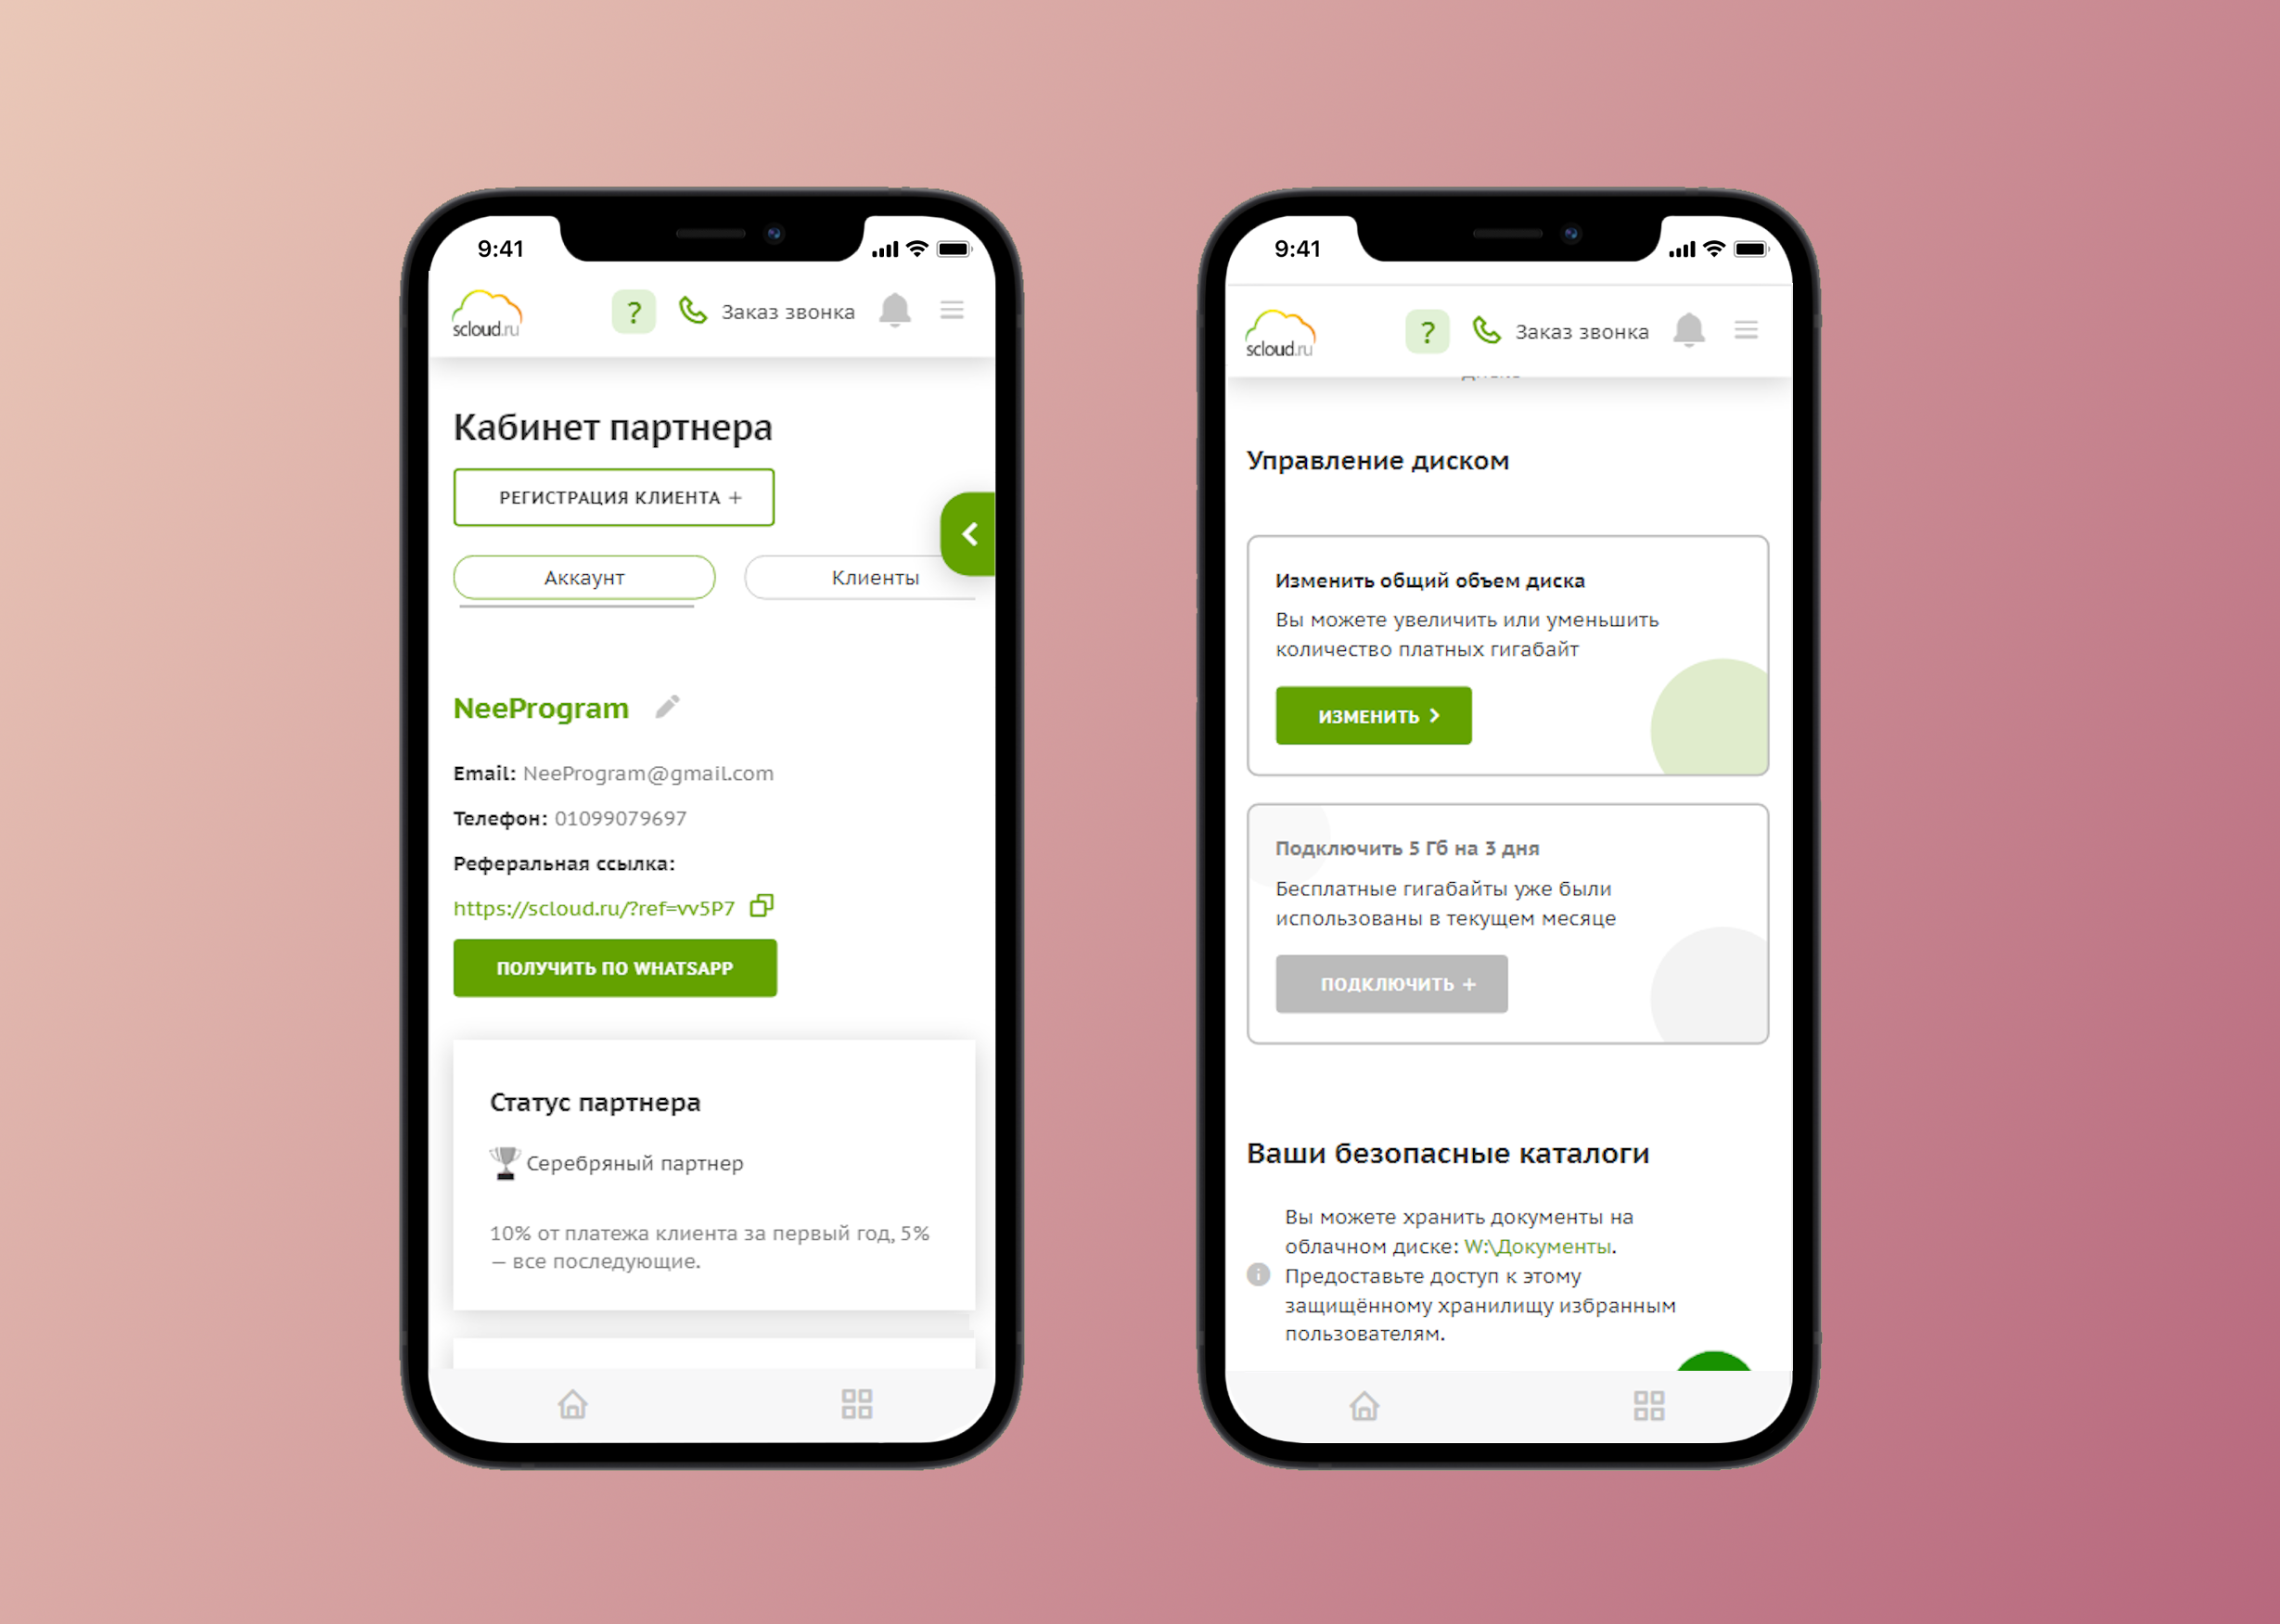 9:41
scloud.ru
?
Заказ звонка
Кабинет партнера
РЕГИСТРАЦИЯ КЛИЕНТА +
Аккаунт
Клиенты
NeeProgram
Email: NeeProgram@gmail.com
Телефон: 01099079697
Реферальная ссылка:
https://scloud.ru/?ref=vv5P7
ПОЛУЧИТЬ ПО WHATSAPP
Статус партнера
Серебряный партнер
10% от платежа клиента за первый год, 5%
— все последующие.
9:41
scloud.ru
?
Заказ звонка
Управление диском
Изменить общий объем диска
Вы можете увеличить или уменьшить
количество платных гигабайт
ИЗМЕНИТЬ
Подключить 5 Гб на 3 дня
Бесплатные гигабайты уже были
использованы в текущем месяце
ПОДКЛЮЧИТЬ +
Ваши безопасные каталоги
Вы можете хранить документы на
облачном диске: W:\Документы.
Предоставьте доступ к этому
защищённому хранилищу избранным
пользователям.